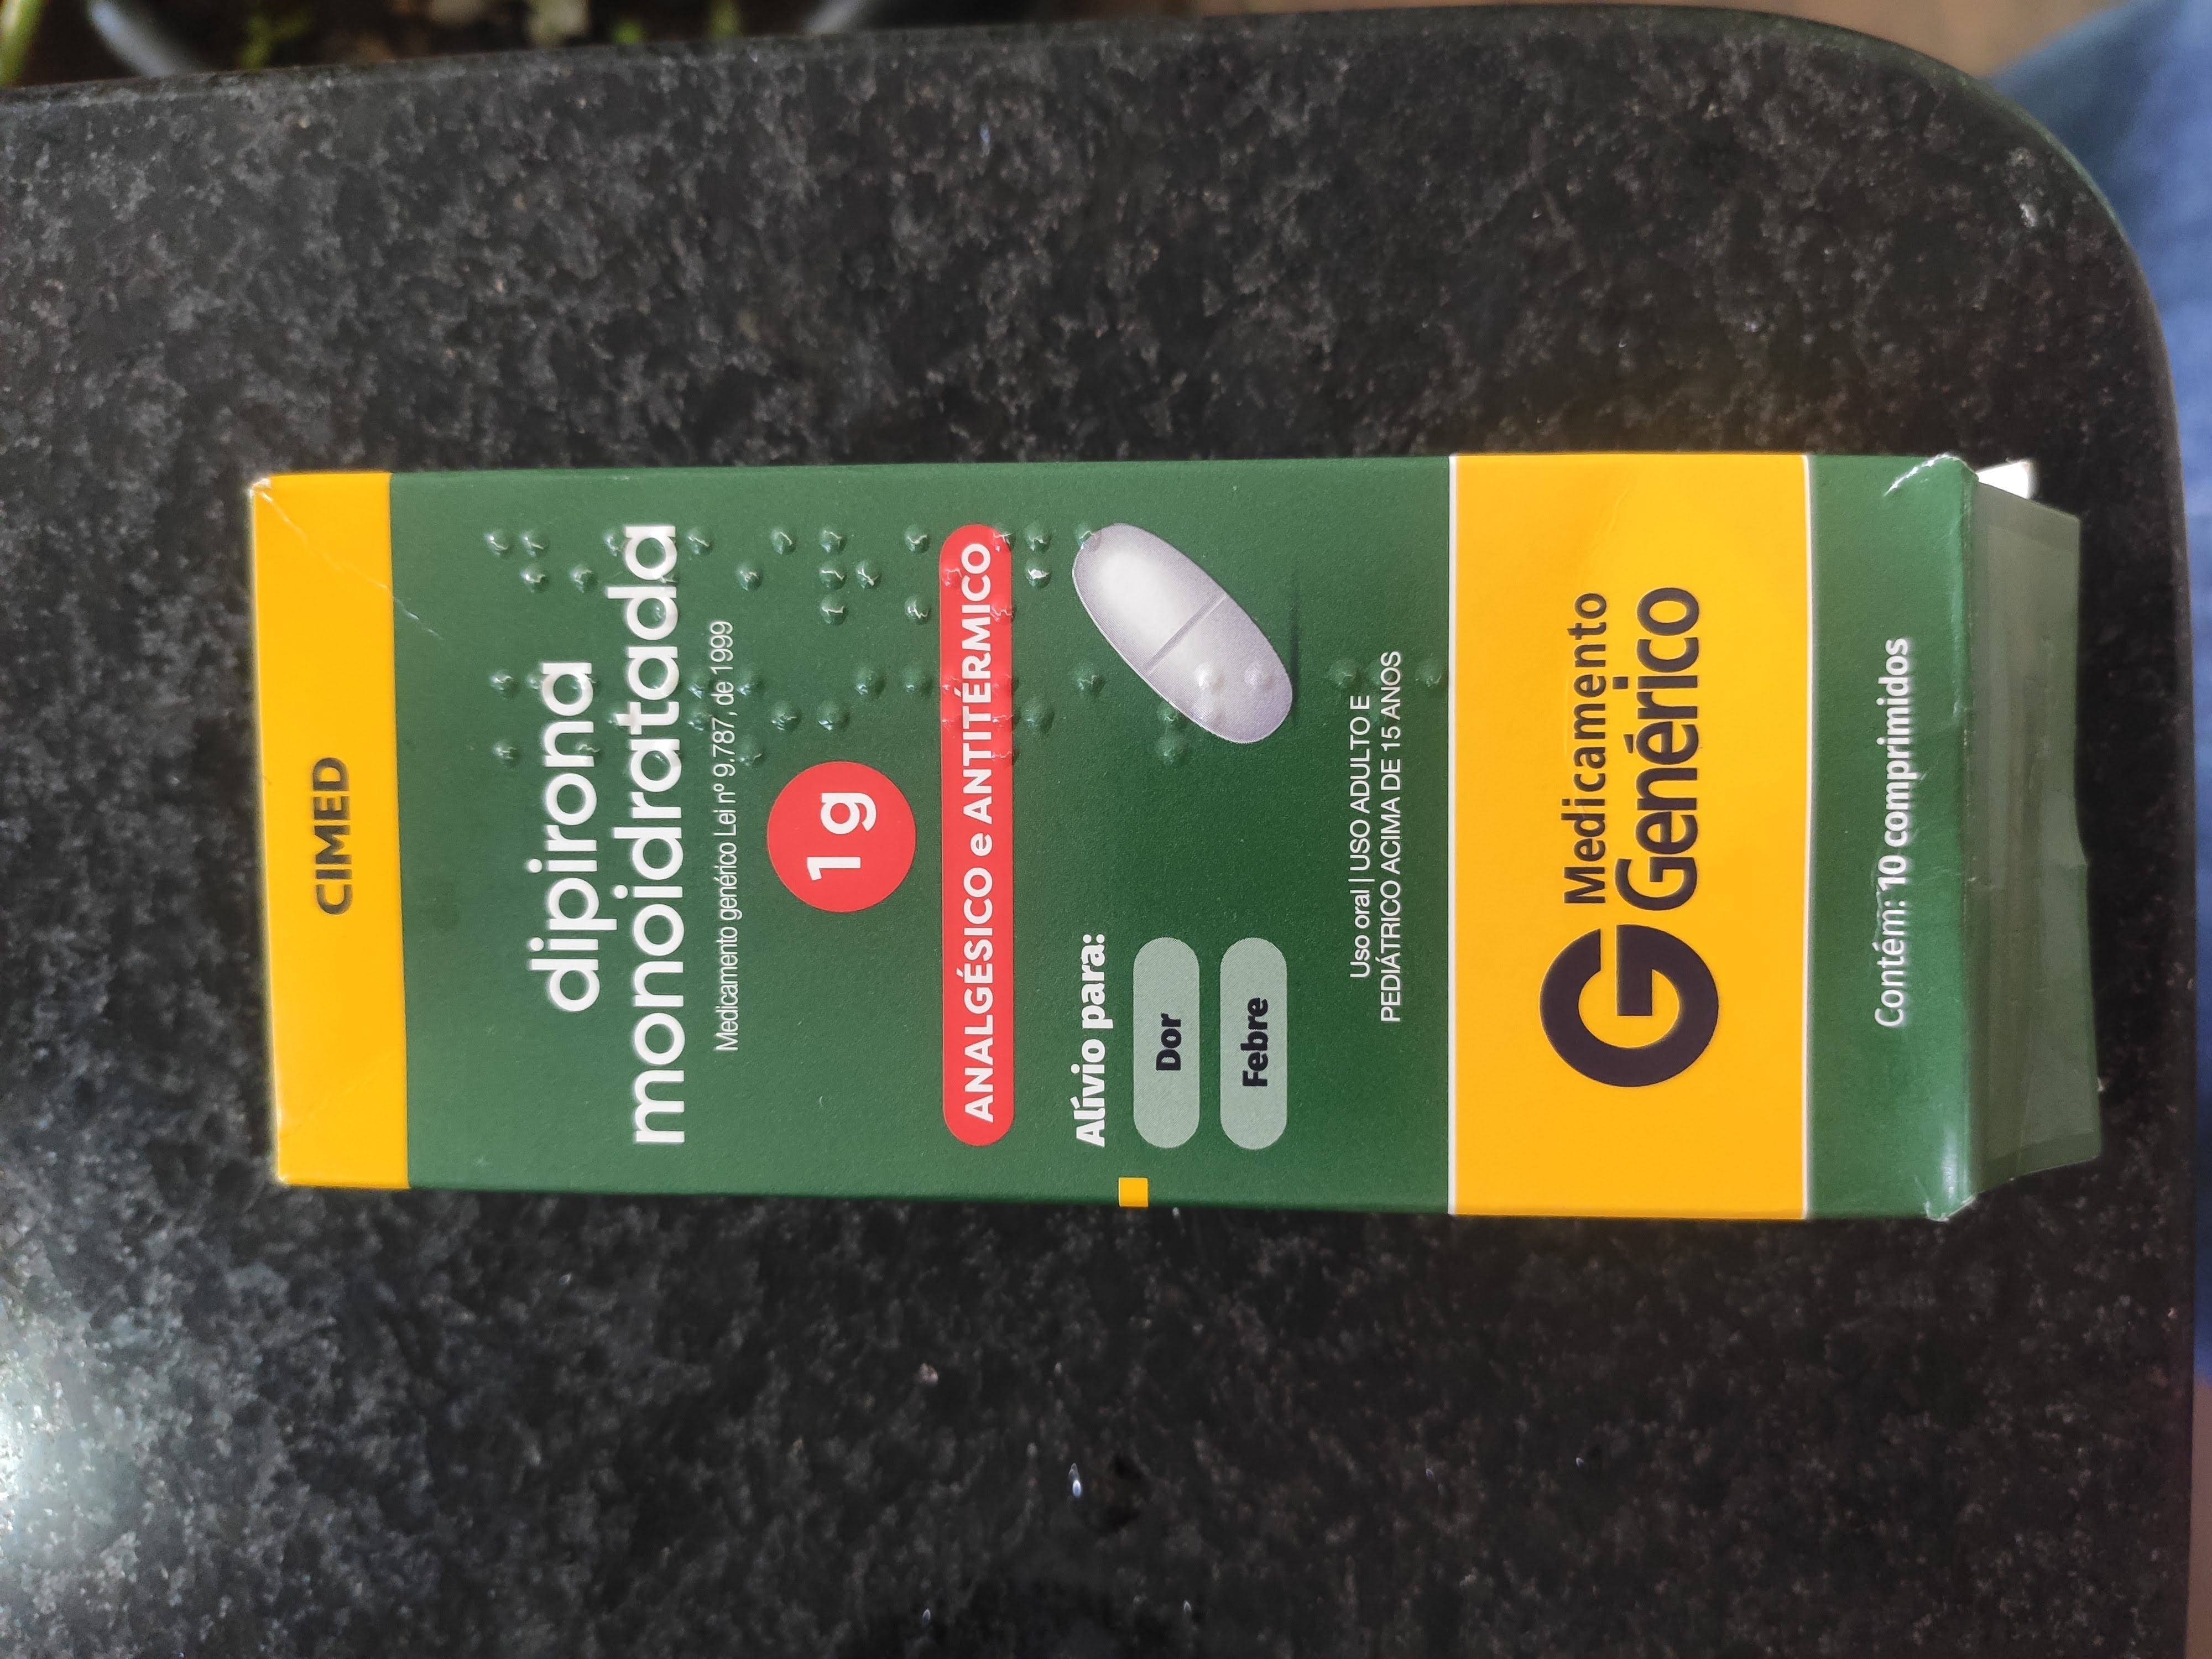 CIMED
dipirona
monoidratada
Medicamento genérico Lei nº 9.787, de 1999
1 g
ANALGÉSICO e ANTITÉRMICO
Alívio para:
Dor
Febre
Uso oral | USO ADULTO E
PEDIÁTRICO ACIMA DE 15 ANOS
G Medicamento
Genérico
Contém: 10 comprimidos